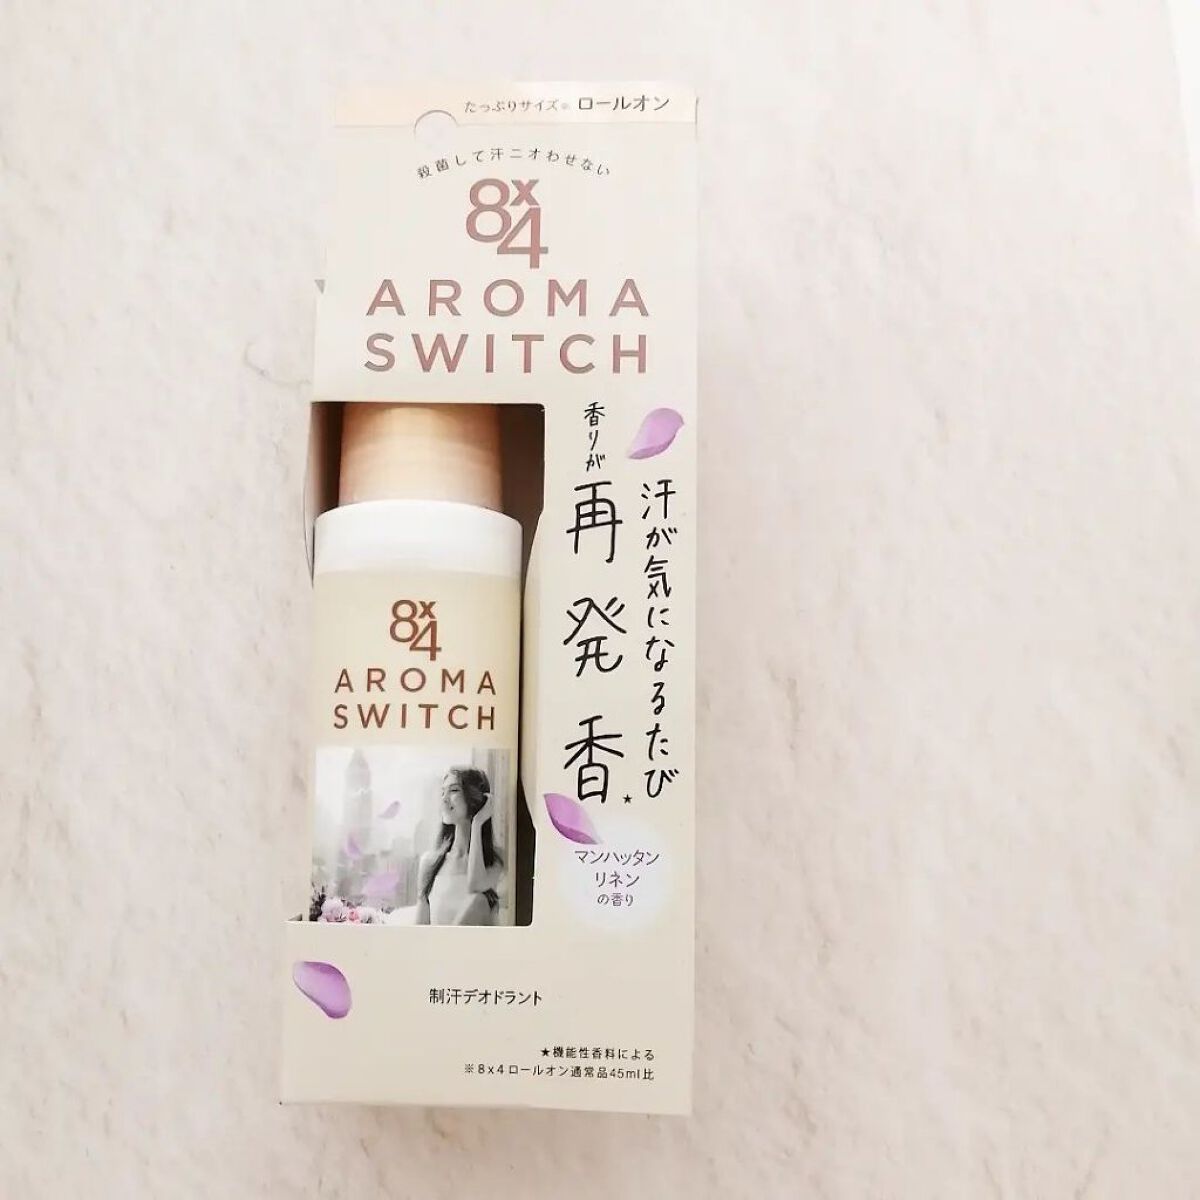 たっぷりサイズ※ ロールオン
殺菌して汗ニオわせない
8x4
AROMA
SWITCH
汗が気になるたび
香りが
再発香★
マンハッタン
リネン
の香り
8x4
AROMA
SWITCH
制汗デオドラント
★機能性香料による
※8x4ロールオン通常品45ml比